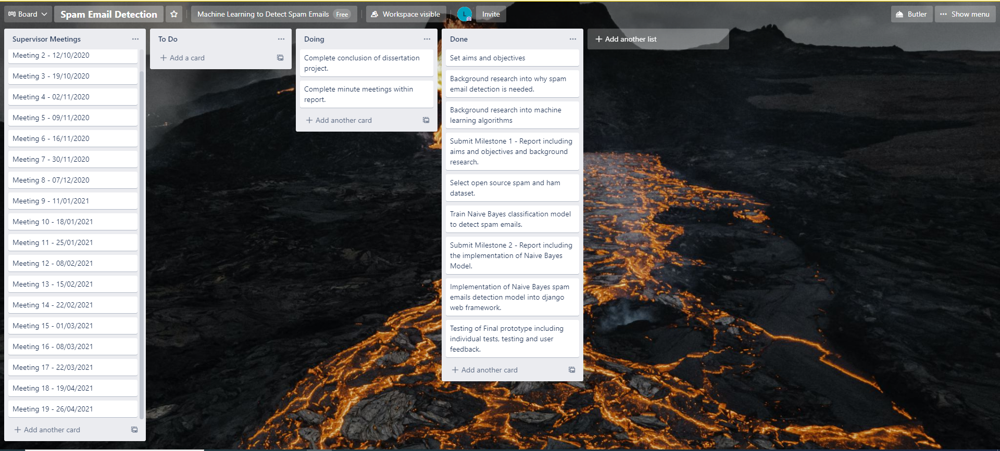 Board
Spam Email Detection
Machine Learning to Detect Spam Emails Free
Workspace visible
L
Invite
Butler
Show menu
Supervisor Meetings
Meeting 2 - 12/10/2020
Meeting 3 - 19/10/2020
Meeting 4 - 02/11/2020
Meeting 5 - 09/11/2020
Meeting 6 - 16/11/2020
Meeting 7 - 30/11/2020
Meeting 8 - 07/12/2020
Meeting 9 - 11/01/2021
Meeting 10 - 18/01/2021
Meeting 11 - 25/01/2021
Meeting 12 - 08/02/2021
Meeting 13 - 15/02/2021
Meeting 14 - 22/02/2021
Meeting 15 - 01/03/2021
Meeting 16 - 08/03/2021
Meeting 17 - 22/03/2021
Meeting 18 - 19/04/2021
Meeting 19 - 26/04/2021
+ Add another card
To Do
+ Add a card
Doing
Complete conclusion of dissertation
project.
Complete minute meetings within
report.
+ Add another card
Done
Set aims and objectives
Background research into why spam
email detection is needed.
Background research into machine
learning algorithms
Submit Milestone 1 - Report including
aims and objectives and background
research.
Select open source spam and ham
dataset.
Train Naive Bayes classification model
to detect spam emails.
Submit Milestone 2 - Report including
the implementation of Naive Bayes
Model.
Implementation of Naive Bayes spam
emails detection model into django
web framework.
Testing of Final prototype including
individual tests, testing and user
feedback.
+ Add another card
+ Add another list